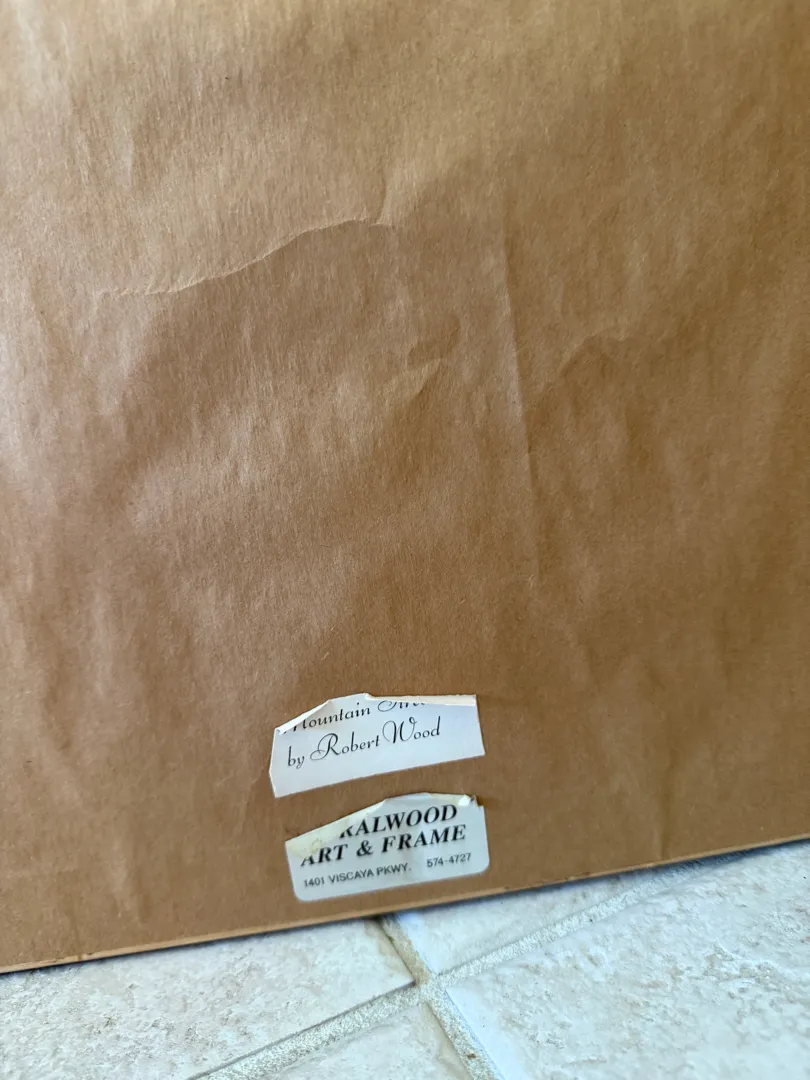 Mountain
by Robert Wood
RALWOOD
ART & FRAME
1401 VISCAYA PKWY. 574-4727